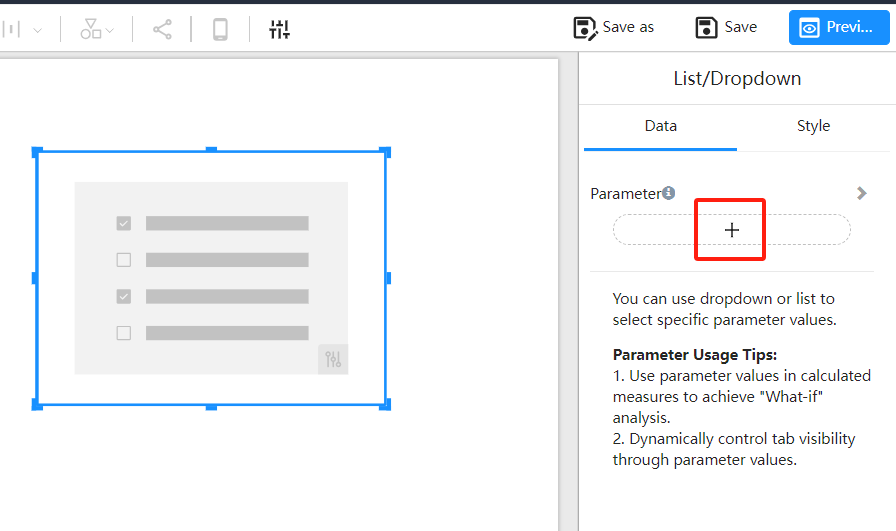 Save as
Save
Previ...
List/Dropdown
Data
Style
Parameter
You can use dropdown or list to
select specific parameter values.
Parameter Usage Tips:
1. Use parameter values in calculated
measures to achieve "What-if"
analysis.
2. Dynamically control tab visibility
through parameter values.